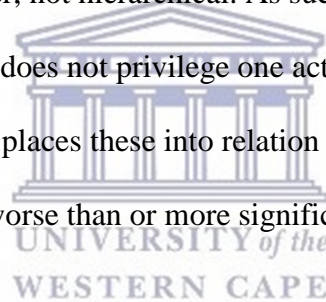 r, not hierarchical. As suc
does not privilege one act
places these into relation
worse than or more signific
UNIVERSITY of the
WESTERN CAPE